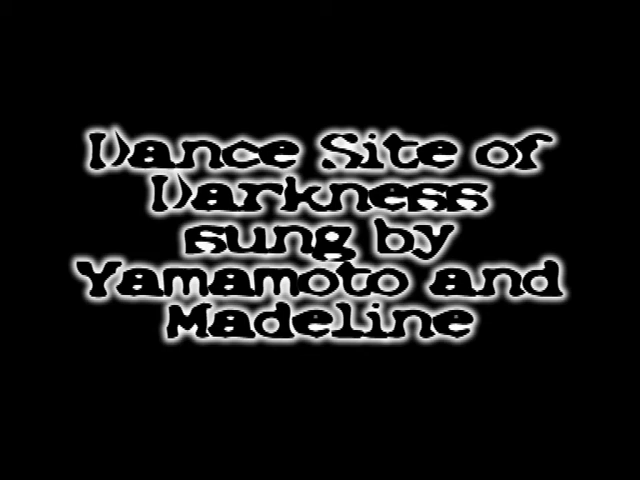 Dance Site of
Darkness
sung by
Yamamoto and
Madeline